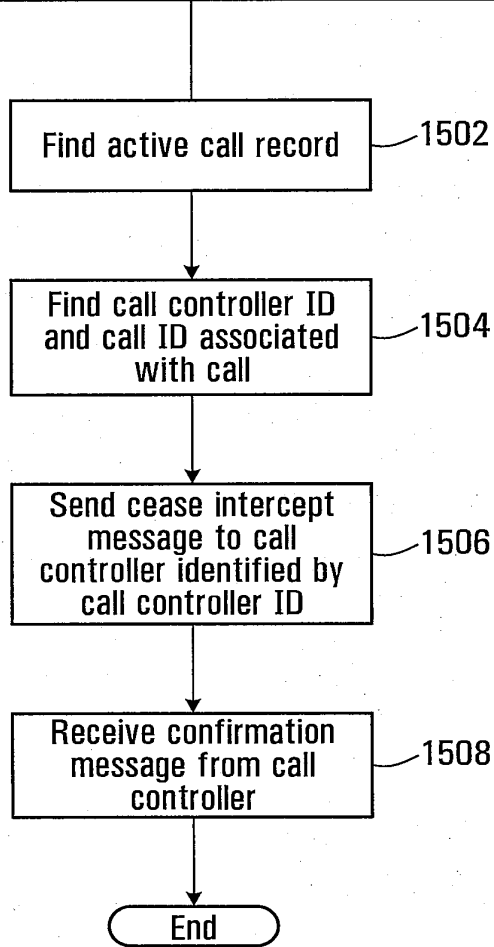 Find active call record
1502
Find call controller ID
and call ID associated
with call
1504
Send cease intercept
message to call
controller identified by
call controller ID
1506
Receive confirmation
message from call
controller
1508
End